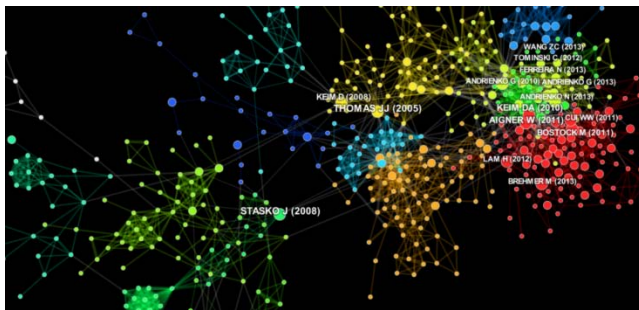 WANG ZC (2013)
TOMINSKI C (2012)
FERREIRA N (2013)
ANDRIENKO G (2010)
ANDRIENKO G (2013)
KEIM D (2008)
ANDRIENKO N (2013)
THOMAS JJ (2005)
KEIM DA (2010)
AIGNER W (2011)
CUI WW (2011)
BOSTOCK M (2011)
LAM H (2012)
BREHMER M (2013)
STASKO J (2008)